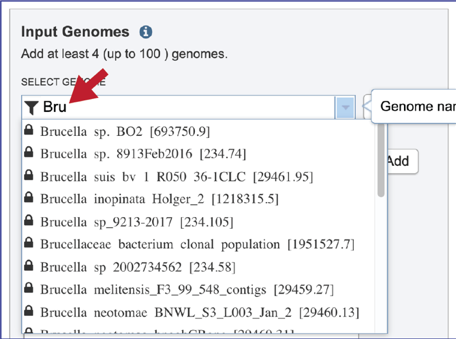 Input Genomes
Add at least 4 (up to 100 ) genomes.
SELECT GENOME
Bru
Genome nar
Brucella sp. BO2 [693750.9]
Brucella sp. 8913Feb2016 [234.74]
Add
Brucella suis bv 1 R050 36-1CLC [29461.95]
Brucella inopinata Holger_2 [1218315.5]
Brucella sp_9213-2017 [234.105]
Brucellaceae bacterium clonal population [1951527.7]
Brucella sp 2002734562 [234.58]
Brucella melitensis_F3_99_548_contigs [29459.27]
Brucella neotomae BNWL_S3_L003_Jan_2 [29460.13]